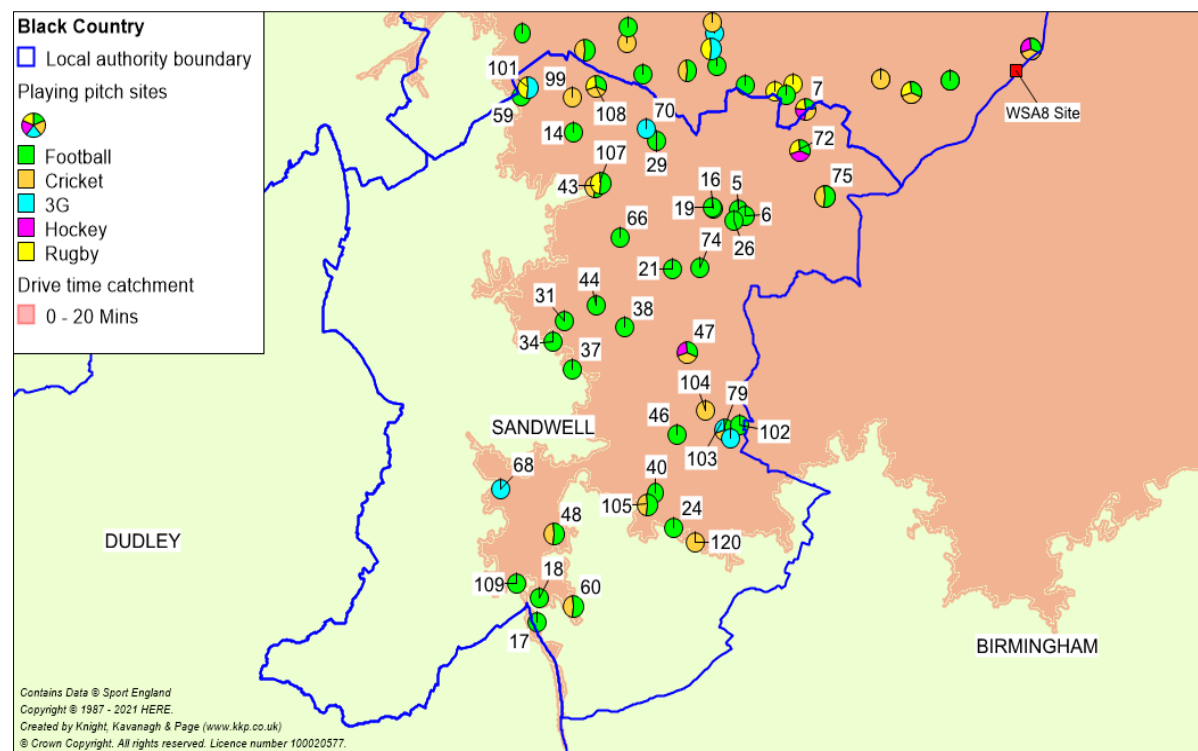 Black Country
Local authority boundary
Playing pitch sites
Football
Cricket
3G
Hockey
Rugby
Drive time catchment
0 - 20 Mins
101
99
59
108
70
7
WSA8 Site
14
29
72
107
43
16
5
75
19
6
66
26
74
21
44
31
38
34
47
37
104
79
SANDWELL
46
102
103
68
40
105
24
48
DUDLEY
120
18
109
60
17
BIRMINGHAM
Contains Data © Sport England
Copyright © 1987 - 2021 HERE.
Created by Knight, Kavanagh & Page (www.kkp.co.uk)
© Crown Copyright. All rights reserved. Licence number 100020577.